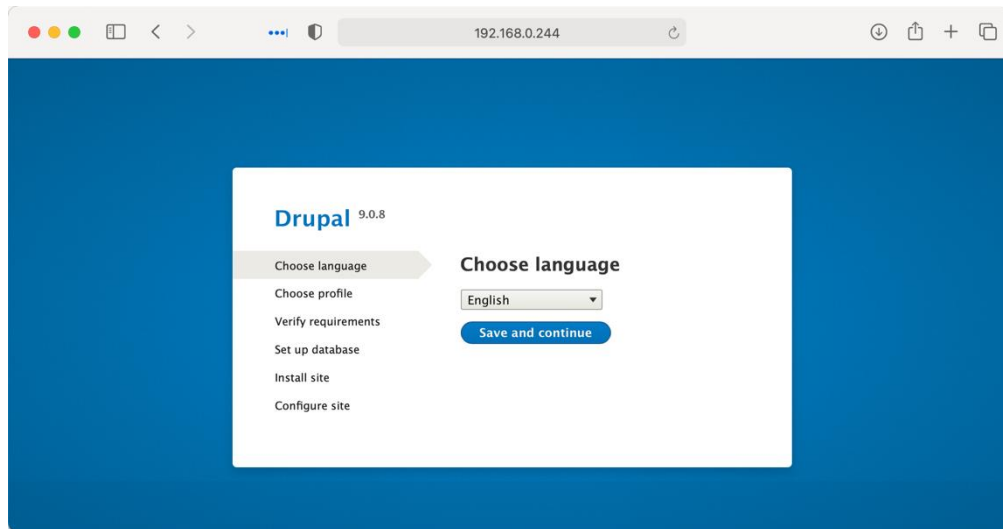 192.168.0.244
Drupal 9.0.8
Choose language
Choose profile
Verify requirements
Set up database
Install site
Configure site
Choose language
English
Save and continue